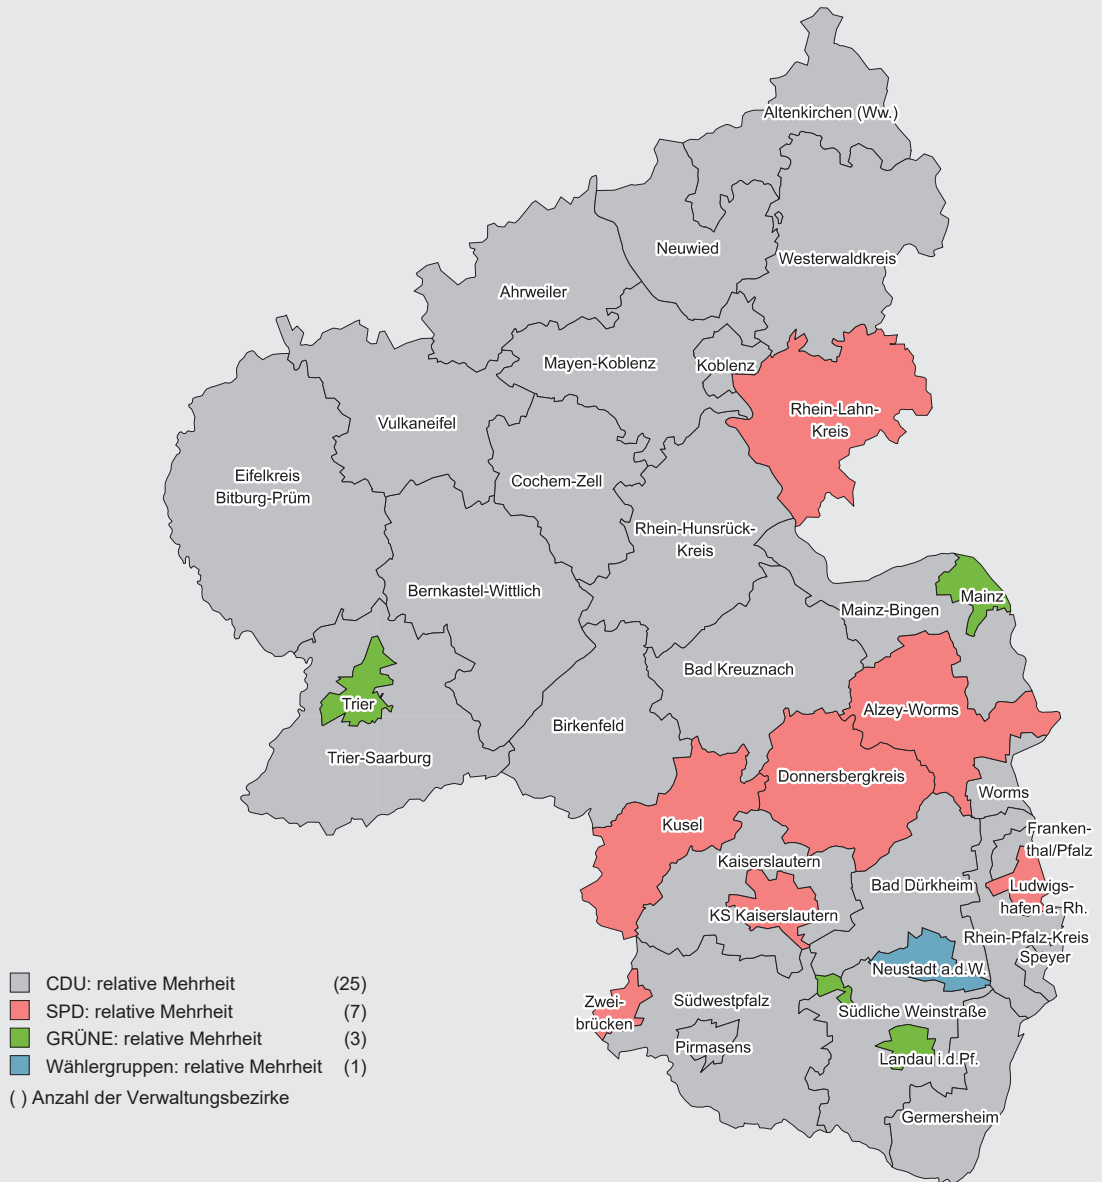 Altenkirchen (Ww.)
Neuwied
Westerwaldkreis
Ahrweiler
Mayen-Koblenz
Koblenz
Rhein-Lahn-
Kreis
Vulkaneifel
Eifelkreis
Bitburg-Prüm
Cochem-Zell
Rhein-Hunsrück-
Kreis
Bernkastel-Wittlich
Mainz
Mainz-Bingen
Bad Kreuznach
Trier
Alzey-Worms
Birkenfeld
Trier-Saarburg
Donnersbergkreis
Worms
Kusel
Franken-
thal/Pfalz
Kaiserslautern
Bad Dürkheim
Ludwigs-
hafen a. Rh.
KS Kaiserslautern
Rhein-Pfalz-Kreis
Speyer
Neustadt a.d.W.
Zwei-
brücken
Südwestpfalz
Südliche Weinstraße
Pirmasens
Landau i.d.Pf.
Germersheim
CDU: relative Mehrheit (25)
SPD: relative Mehrheit (7)
GRÜNE: relative Mehrheit (3)
Wählergruppen: relative Mehrheit (1)
( ) Anzahl der Verwaltungsbezirke